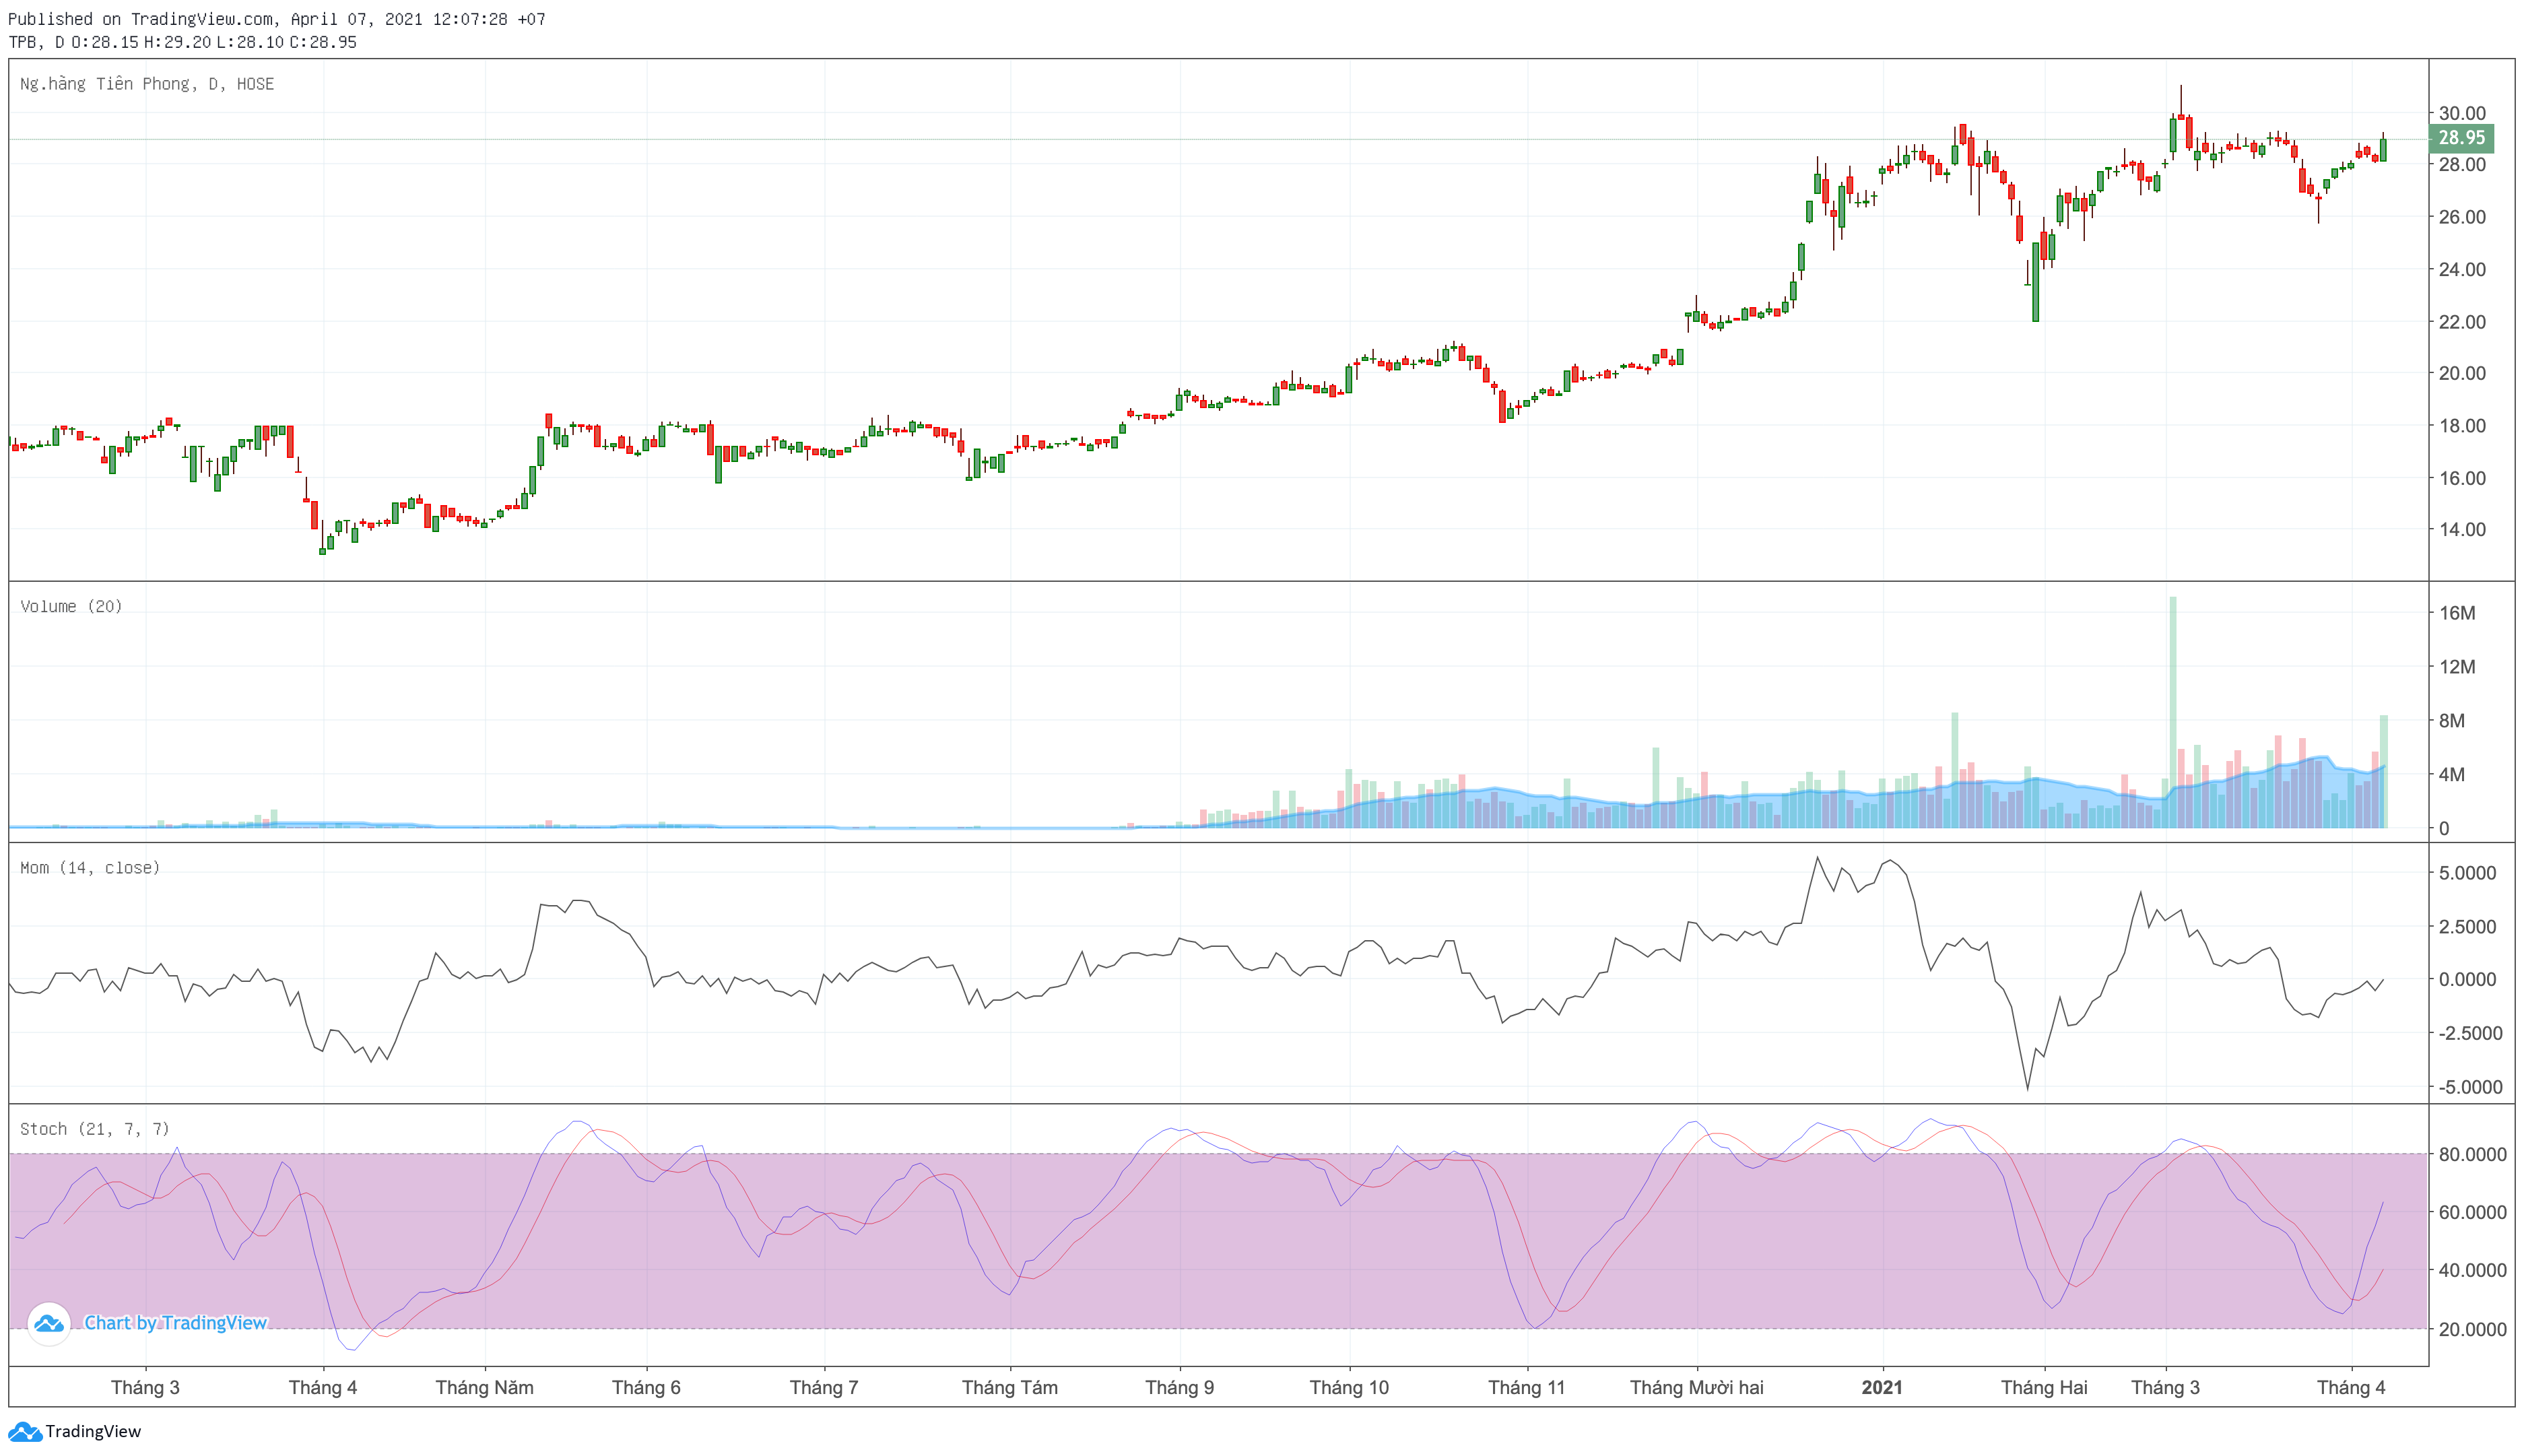 Published on TradingView.com, April 07, 2021 12:07:28 +07
TPB, D O:28.15 H:29.20 L:28.10 C:28.95
Ng.hàng Tiên Phong, D, HOSE
30.00
28.95
28.00
26.00
24.00
22.00
20.00
18.00
16.00
14.00
Volume (20)
16M
12M
8M
4M
0
Mom (14, close)
5.0000
2.5000
0.0000
-2.5000
-5.0000
Stoch (21, 7, 7)
80.0000
60.0000
40.0000
20.0000
Chart by TradingView
Tháng 3 Tháng 4 Tháng Năm Tháng 6 Tháng 7 Tháng Tám Tháng 9 Tháng 10 Tháng 11 Tháng Mười hai 2021 Tháng Hai Tháng 3 Tháng 4
TradingView